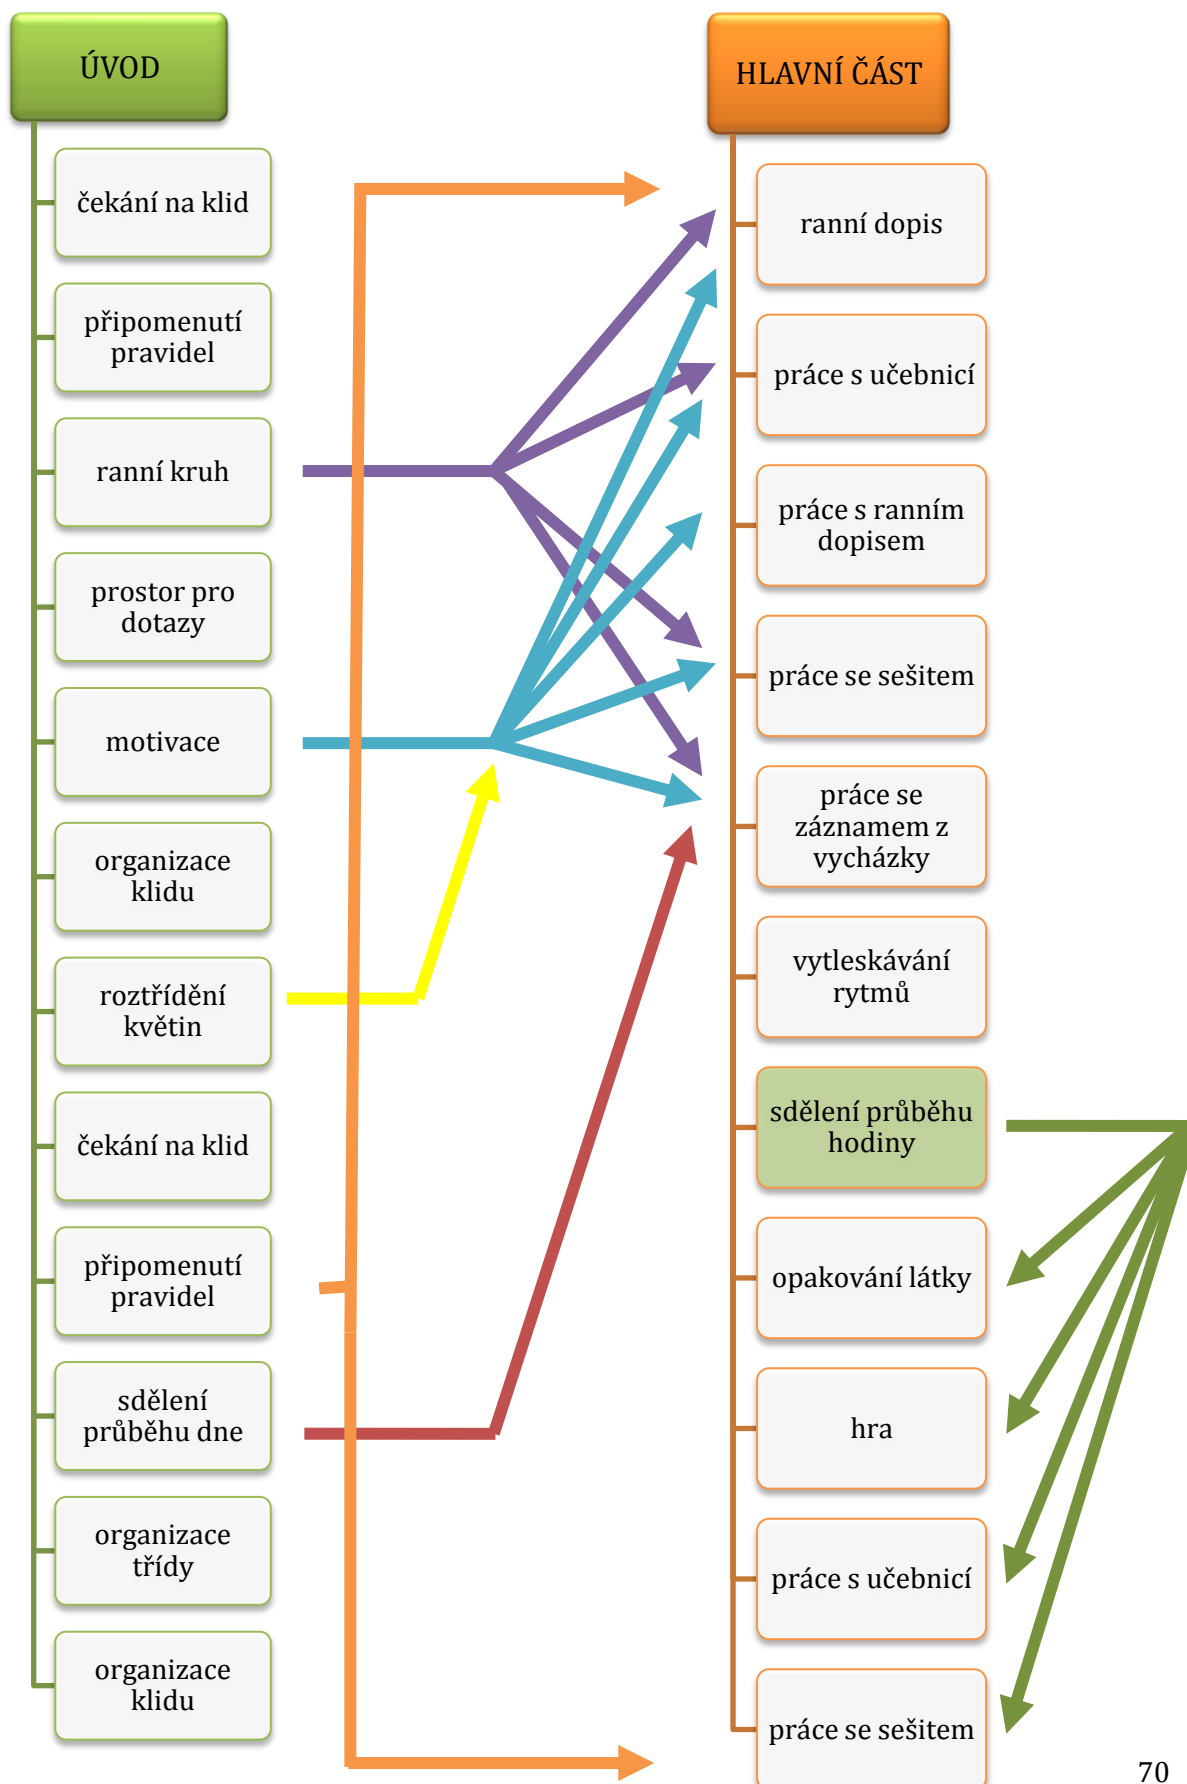 ÚVOD
čekání na klid
připomenutí
pravidel
ranní kruh
prostor pro
dotazy
motivace
organizace
klidu
roztřídění
květin
čekání na klid
připomenutí
pravidel
sdělení
průběhu dne
organizace
třídy
organizace
klidu
HLAVNÍ ČÁST
ranní dopis
práce s učebnicí
práce s ranním
dopisem
práce se sešitem
práce se
záznamem z
vycházky
vytleskávání
rytmů
sdělení průběhu
hodiny
opakování látky
hra
práce s učebnicí
práce se sešitem
70